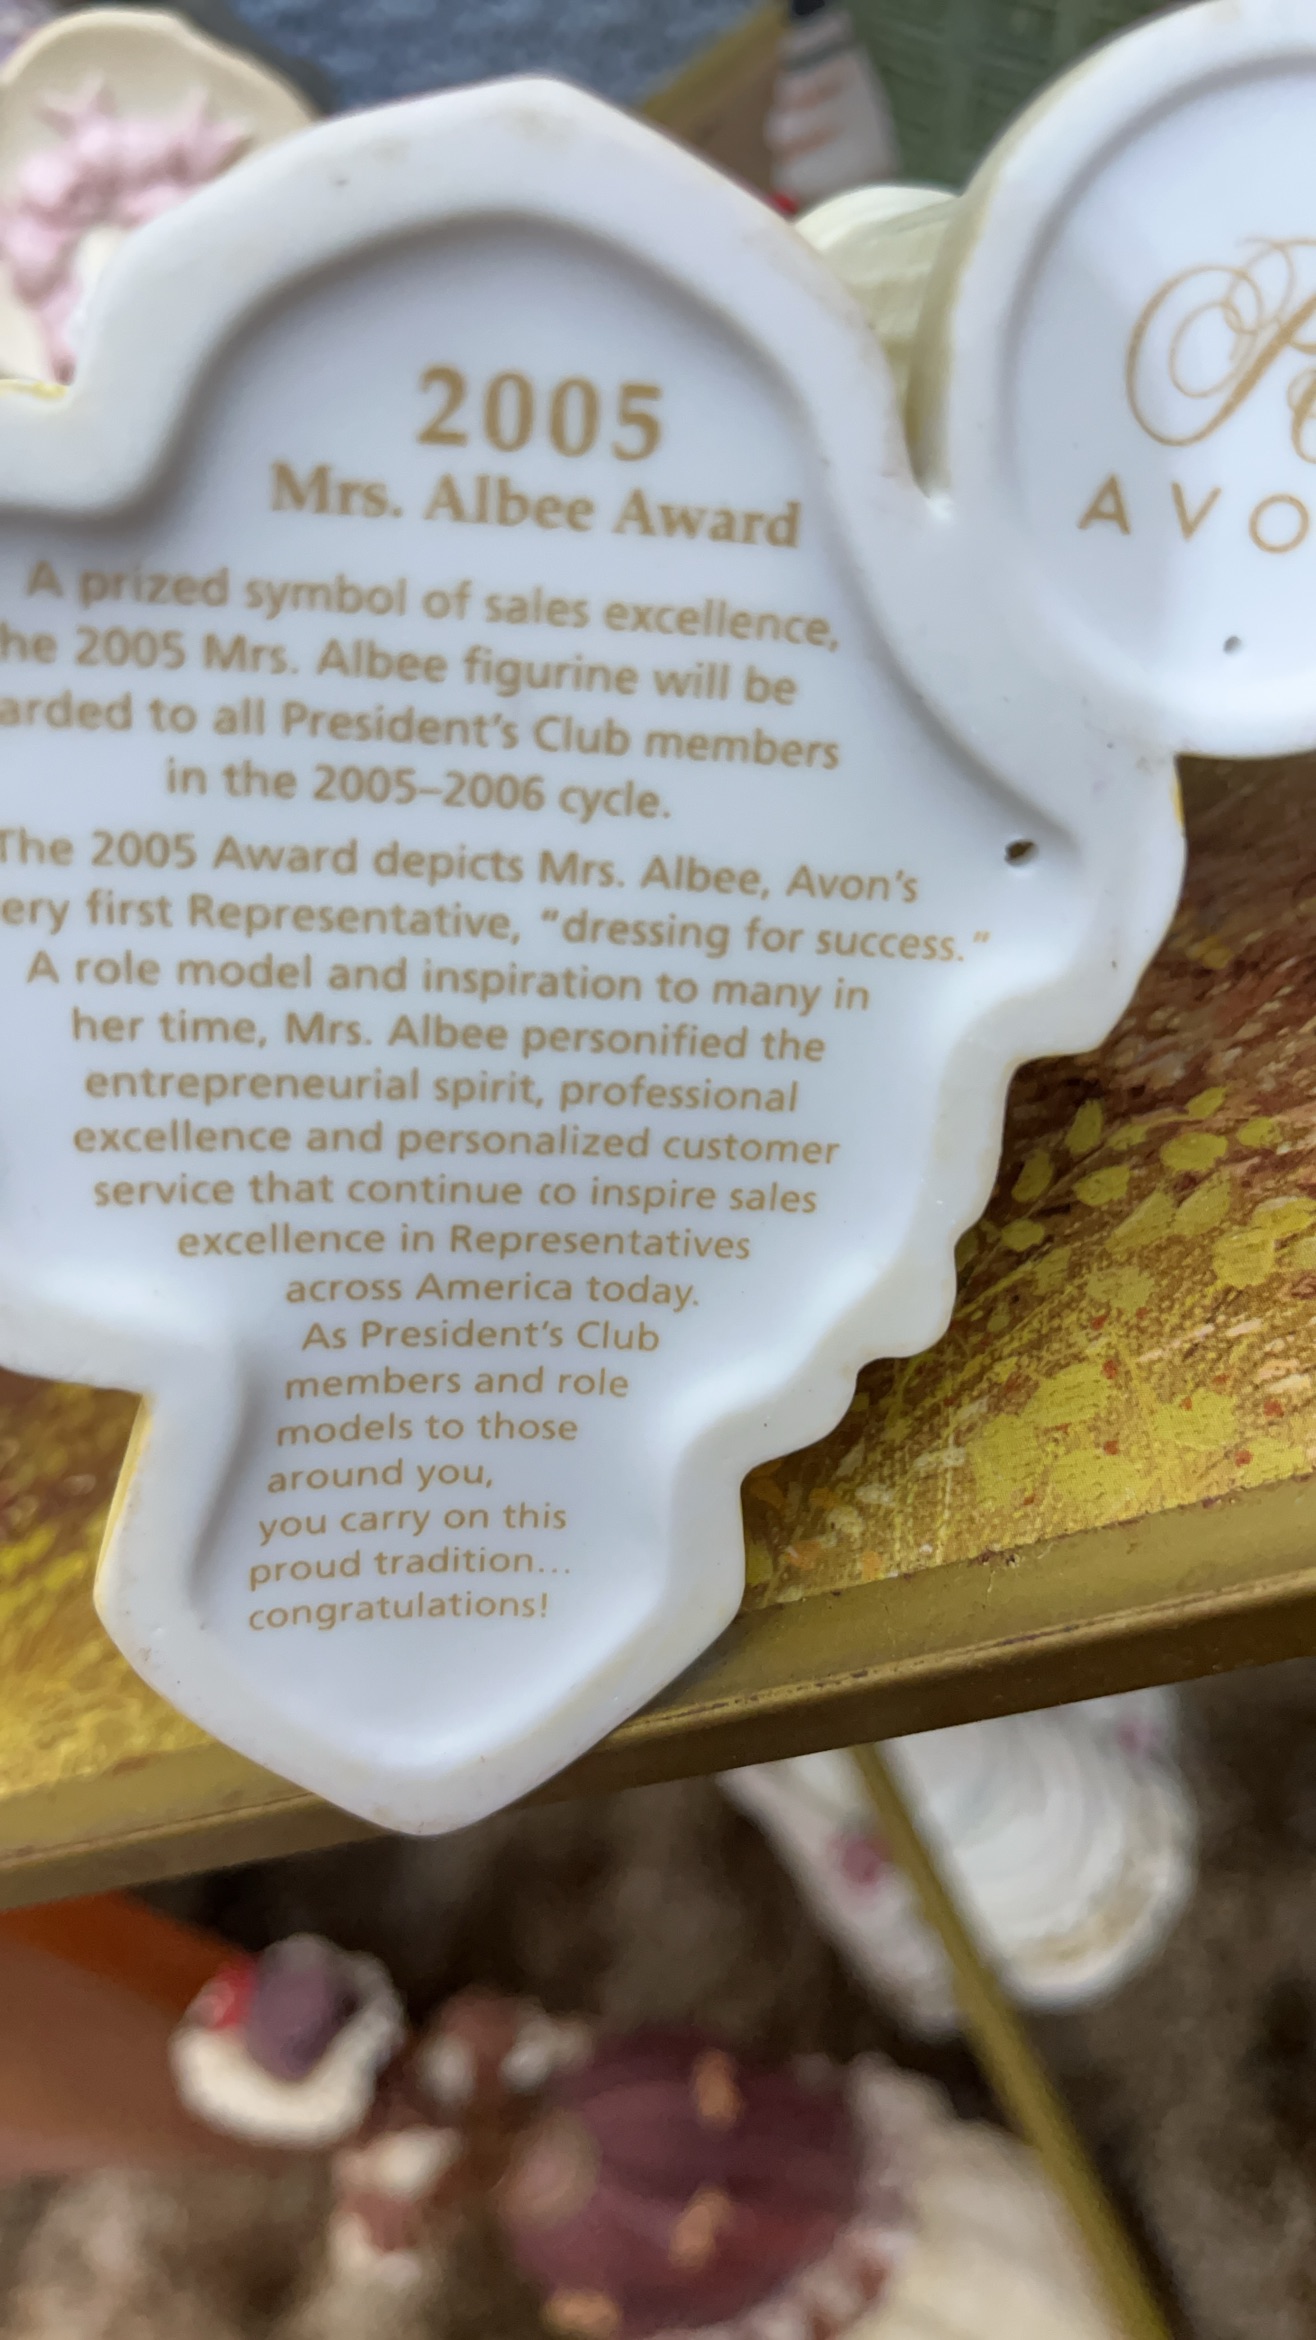 2005
Mrs. Albee Award
A prized symbol of sales excellence,
he 2005 Mrs. Albee figurine will be
arded to all President's Club members
in the 2005–2006 cycle.
The 2005 Award depicts Mrs. Albee, Avon's
ery first Representative, "dressing for success."
A role model and inspiration to many in
her time, Mrs. Albee personified the
entrepreneurial spirit, professional
excellence and personalized customer
service that continue to inspire sales
excellence in Representatives
across America today.
As President's Club
members and role
models to those
around you,
you carry on this
proud tradition...
congratulations!
AVO